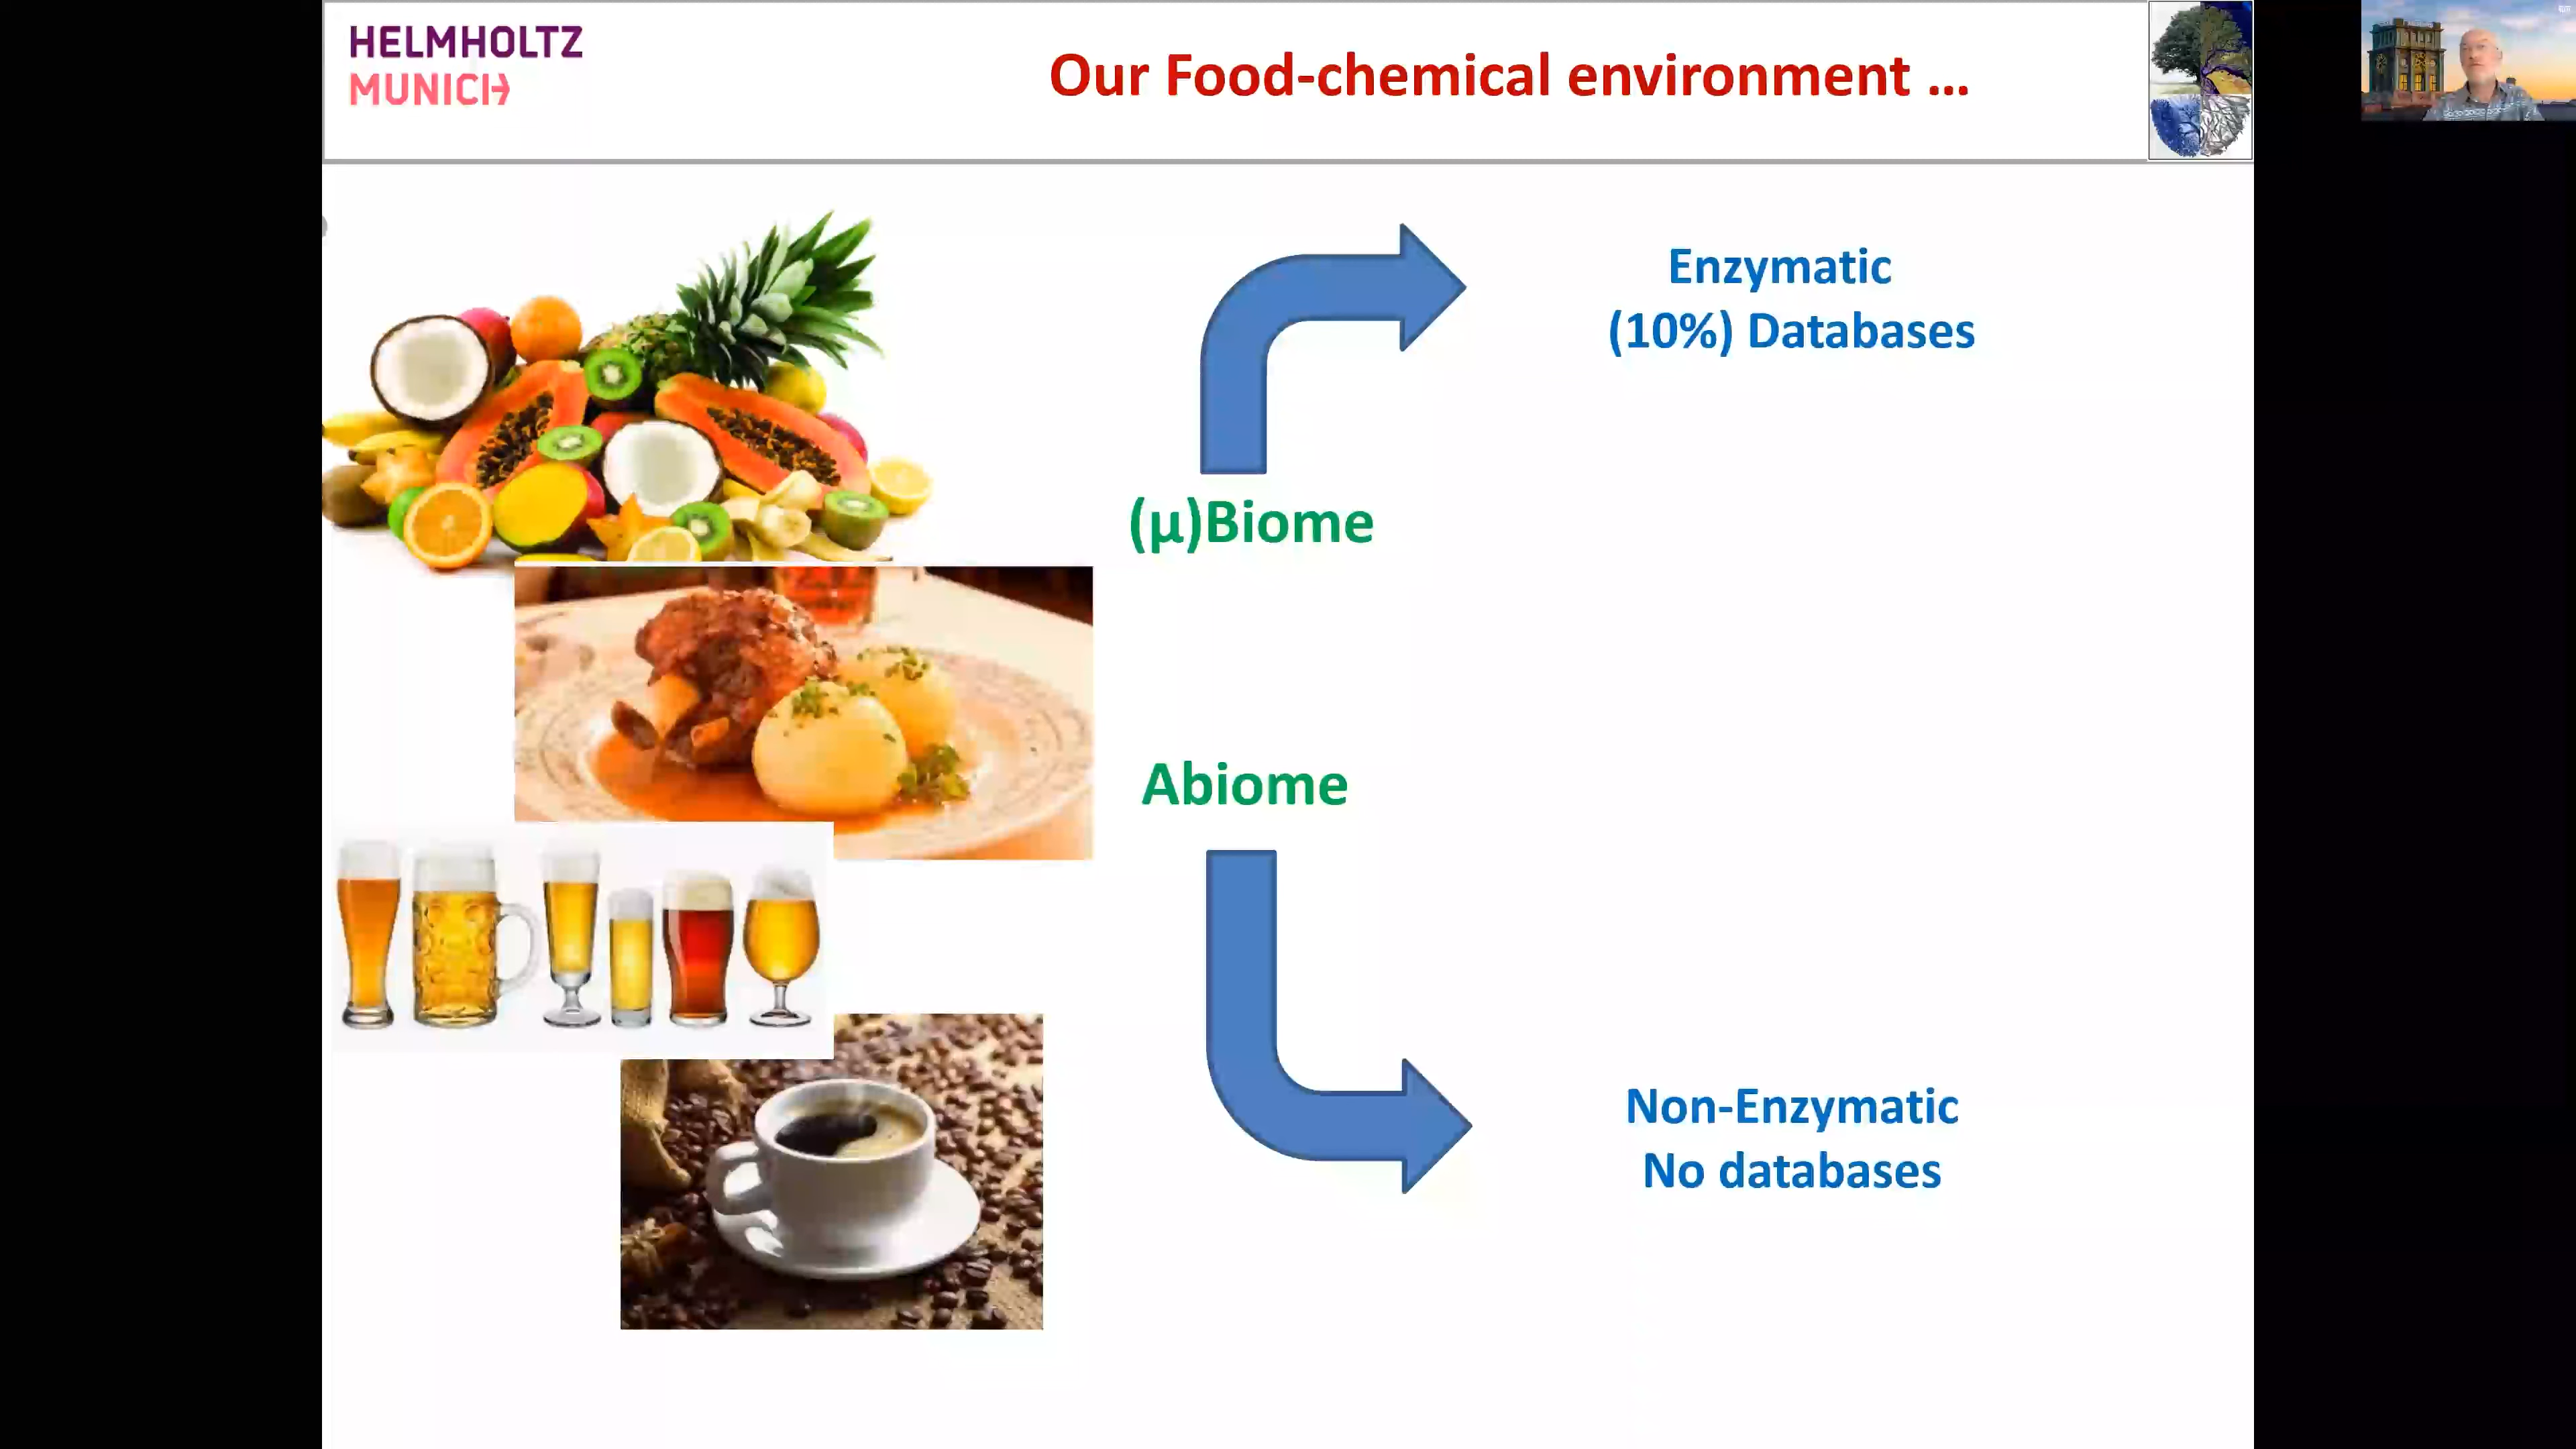 HELMHOLTZ
MUNICH
Our Food-chemical environment ...
Enzymatic
(10%) Databases
(µ)Biome
Abiome
Non-Enzymatic
No databases